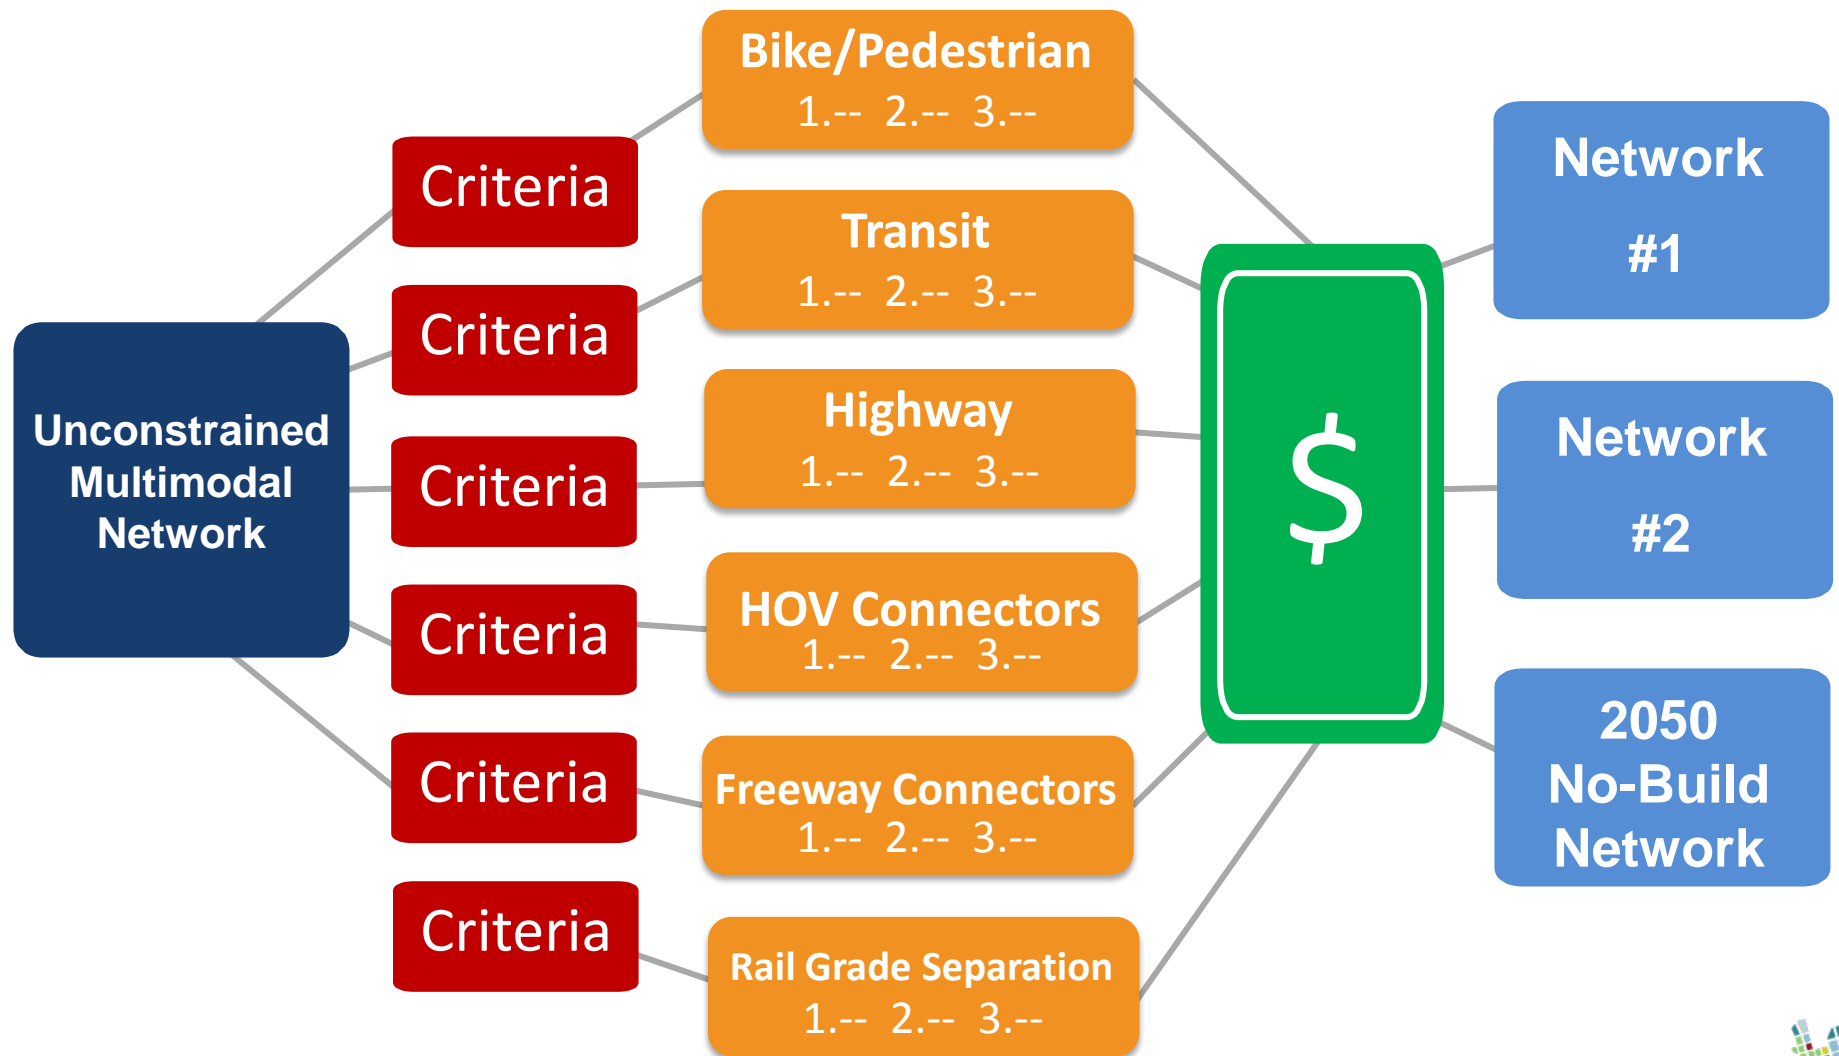 Unconstrained
Multimodal
Network
Criteria
Criteria
Criteria
Criteria
Criteria
Criteria
Bike/Pedestrian
1.-- 2.-- 3.--
Transit
1.-- 2.-- 3.--
Highway
1.-- 2.-- 3.--
HOV Connectors
1.-- 2.-- 3.--
Freeway Connectors
1.-- 2.-- 3.--
Rail Grade Separation
1.-- 2.-- 3.--
$
Network
#1
Network
#2
2050
No-Build
Network